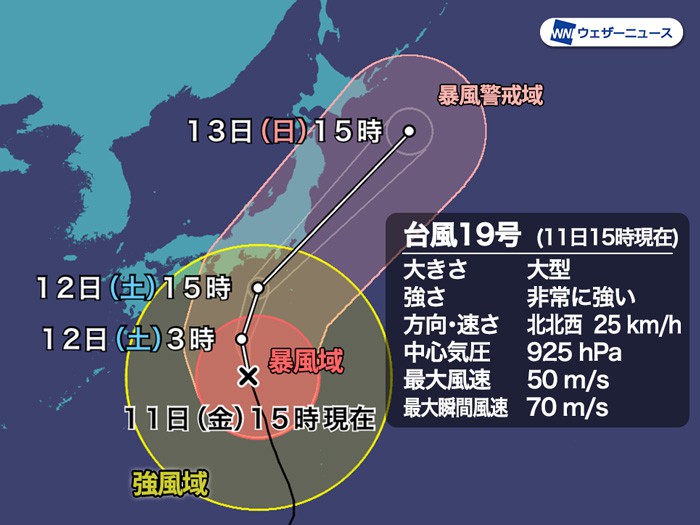 WNI ウェザーニュース
暴風警戒域
13日(日)15時
台風19号 (11日15時現在)
大きさ 大型
強さ 非常に強い
方向・速さ 北北西 25 km/h
中心気圧 925 hPa
最大風速 50 m/s
最大瞬間風速 70 m/s
12日(土)15時
12日(土)3時
暴風域
11日(金)15時現在
強風域